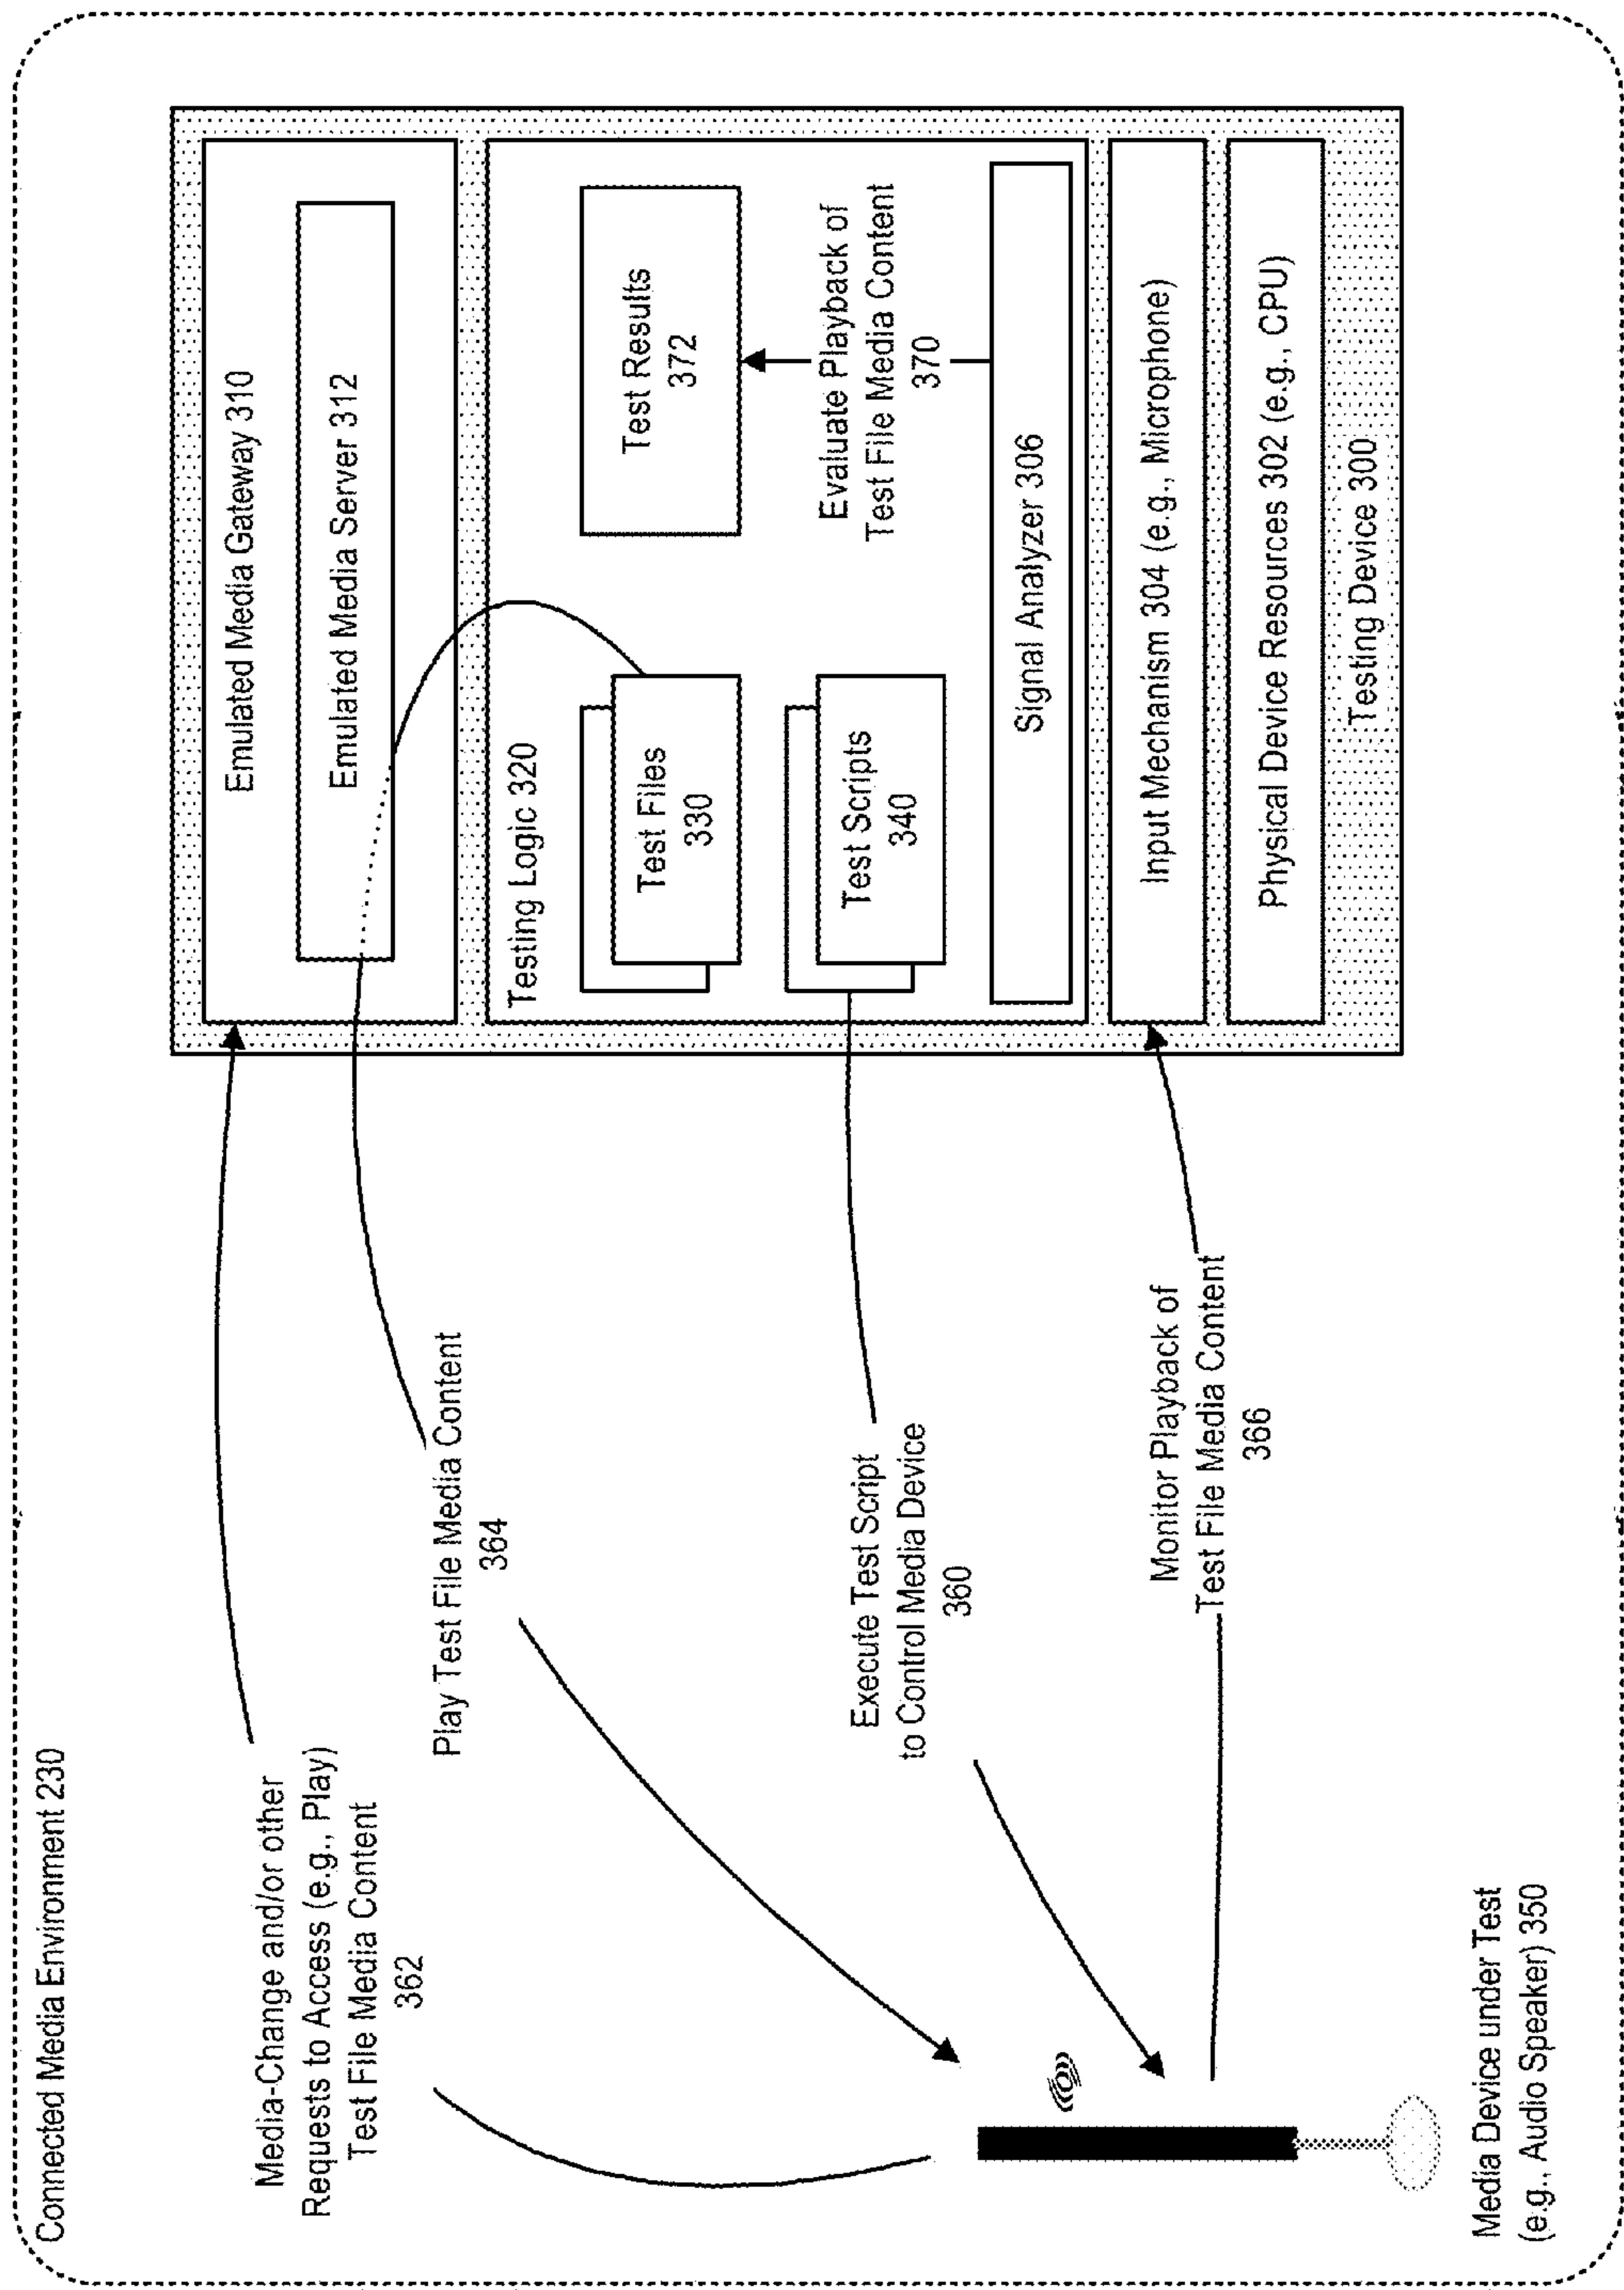 Connected Media Environment 230
Media-Change and/or other
Requests to Access (e.g., Play)
Test File Media Content
362
Play Test File Media Content
364
Execute Test Script
to Control Media Device
360
Monitor Playback of
Test File Media Content
366
Media Device under Test
(e.g., Audio Speaker) 350
Emulated Media Gateway 310
Emulated Media Server 312
Testing Logic 320
Test Files
330
Test Scripts
340
Test Results
372
Evaluate Playback of
Test File Media Content
370
Signal Analyzer 306
Input Mechanism 304 (e.g., Microphone)
Physical Device Resources 302 (e.g., CPU)
Testing Device 300